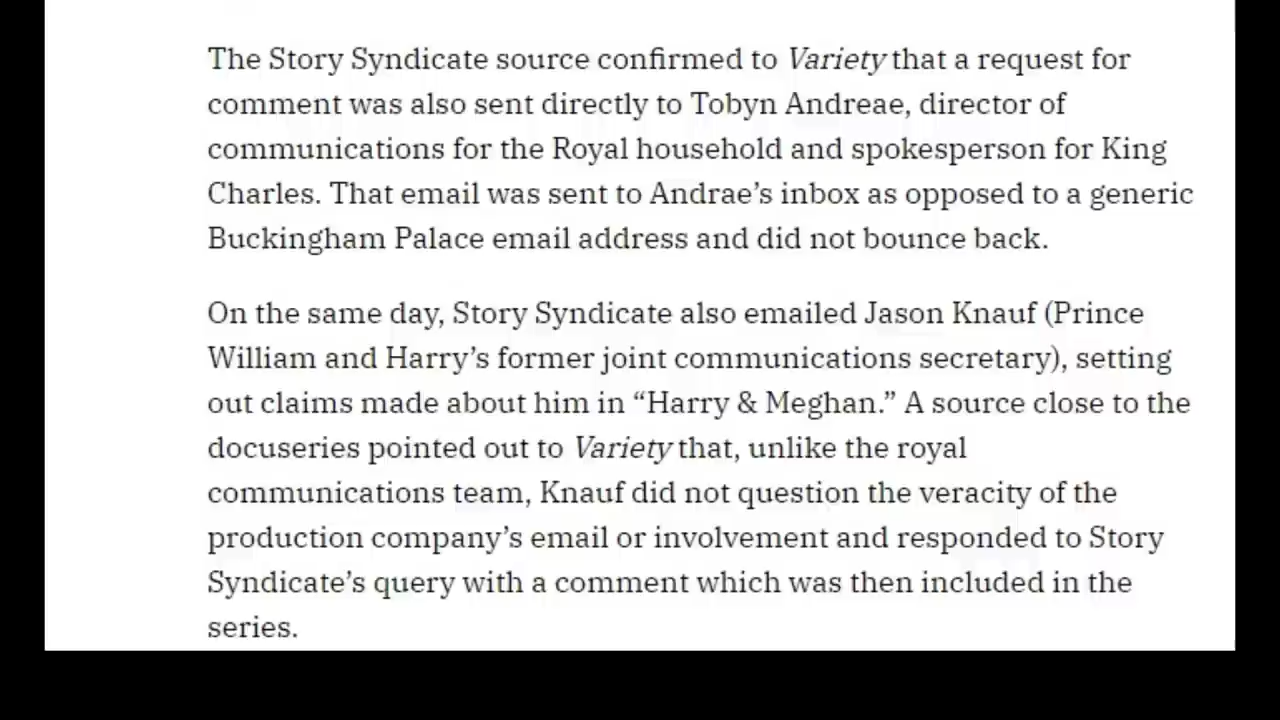 The Story Syndicate source confirmed to Variety that a request for
comment was also sent directly to Tobyn Andreae, director of
communications for the Royal household and spokesperson for King
Charles. That email was sent to Andrae’s inbox as opposed to a generic
Buckingham Palace email address and did not bounce back.
On the same day, Story Syndicate also emailed Jason Knauf (Prince
William and Harry’s former joint communications secretary), setting
out claims made about him in “Harry & Meghan.” A source close to the
docuseries pointed out to Variety that, unlike the royal
communications team, Knauf did not question the veracity of the
production company’s email or involvement and responded to Story
Syndicate’s query with a comment which was then included in the
series.